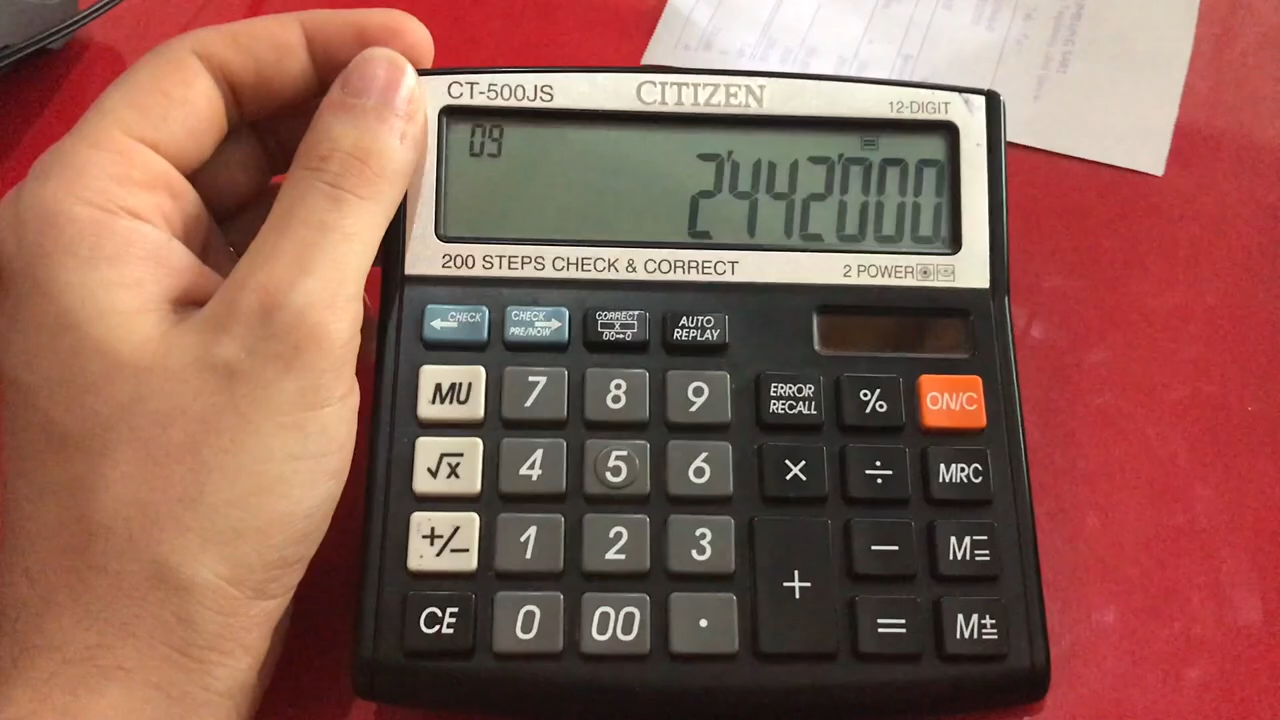 CT-500JS CITIZEN 12-DIGIT
09 =
2'442'000.
200 STEPS CHECK & CORRECT 2 POWER
CHECK CHECK PRE/NOW CORRECT X 00→0 AUTO REPLAY
MU 7 8 9 ERROR RECALL % ON/C
√x 4 5 6 × ÷ MRC
+/− 1 2 3 + − M=
CE 0 00 . = M±